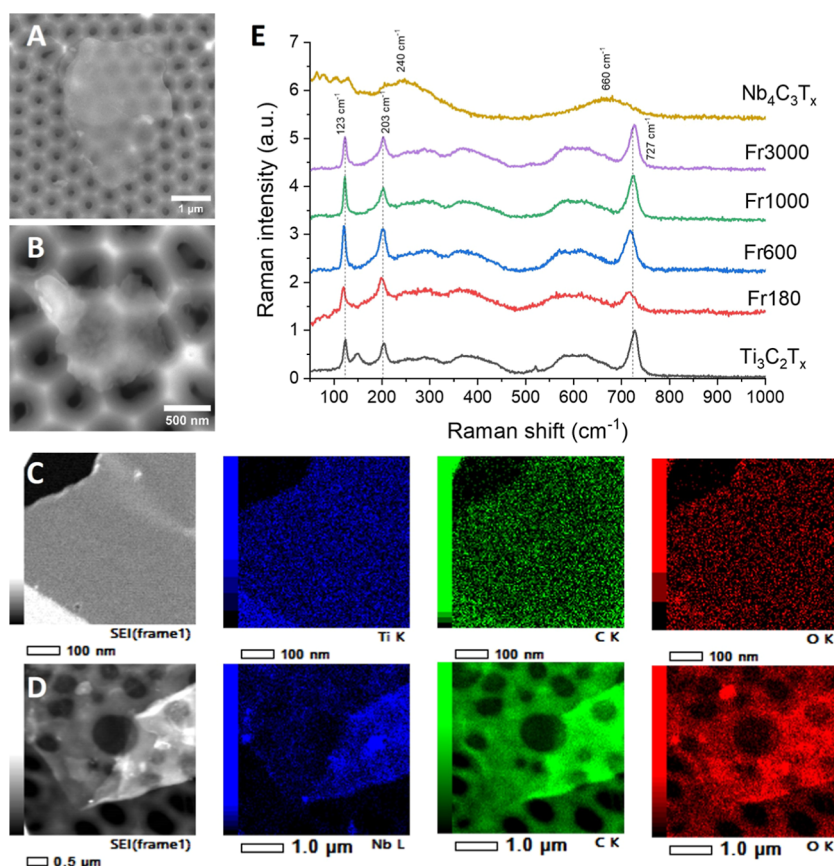 A
1 µm
B
500 nm
E
Raman intensity (a.u.)
7
6
5
4
3
2
1
0
240 cm⁻¹
660 cm⁻¹
123 cm⁻¹
203 cm⁻¹
727 cm⁻¹
Nb₄C₃Tₓ
Fr3000
Fr1000
Fr600
Fr180
Ti₃C₂Tₓ
100 200 300 400 500 600 700 800 900 1000
Raman shift (cm⁻¹)
C
SEI(frame1) Ti K C K O K
100 nm 100 nm 100 nm 100 nm
D
SEI(frame1) Nb L C K O K
0.5 µm 1.0 µm 1.0 µm 1.0 µm